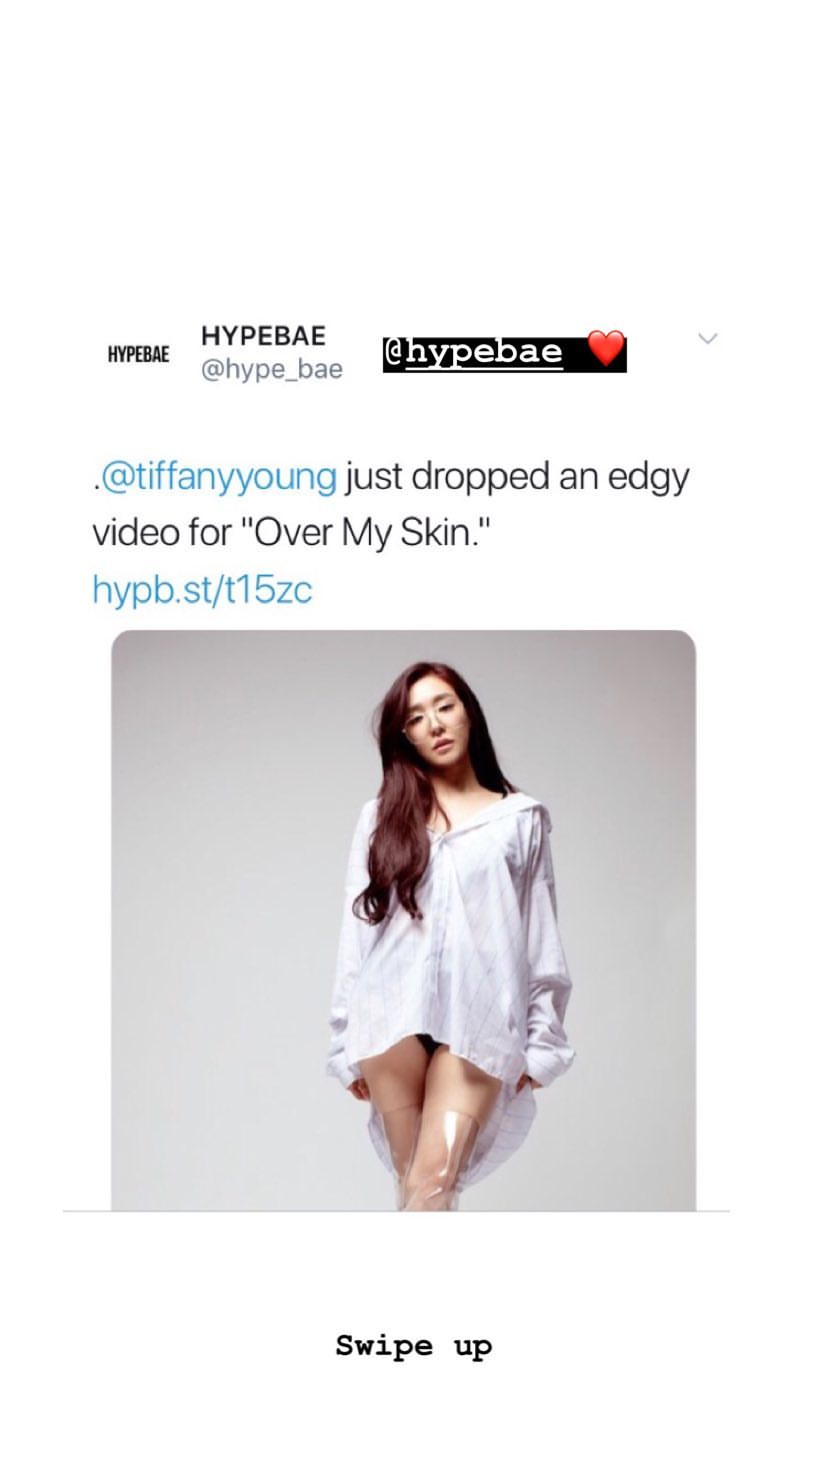 HYPEBAE
HYPEBAE
@hype_bae
@hypebae ❤️
.@tiffanyyoung just dropped an edgy
video for "Over My Skin."
hypb.st/t15zc
Swipe up